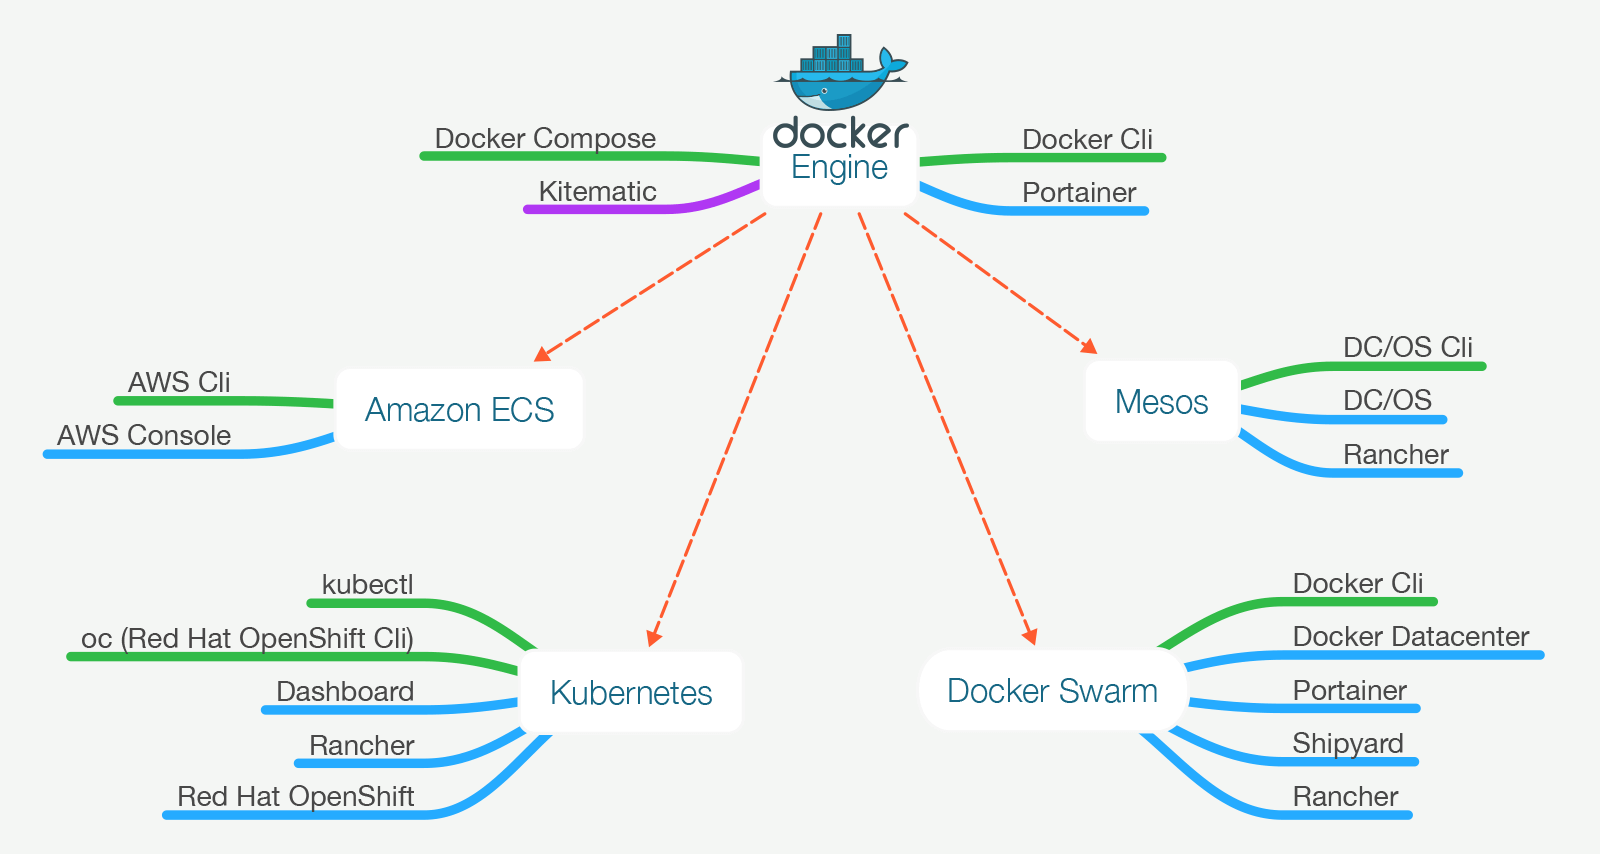 docker
Engine
Docker Compose
Kitematic
Docker Cli
Portainer
AWS Cli
AWS Console
Amazon ECS
Mesos
DC/OS Cli
DC/OS
Rancher
kubectl
oc (Red Hat OpenShift Cli)
Dashboard
Rancher
Red Hat OpenShift
Kubernetes
Docker Swarm
Docker Cli
Docker Datacenter
Portainer
Shipyard
Rancher